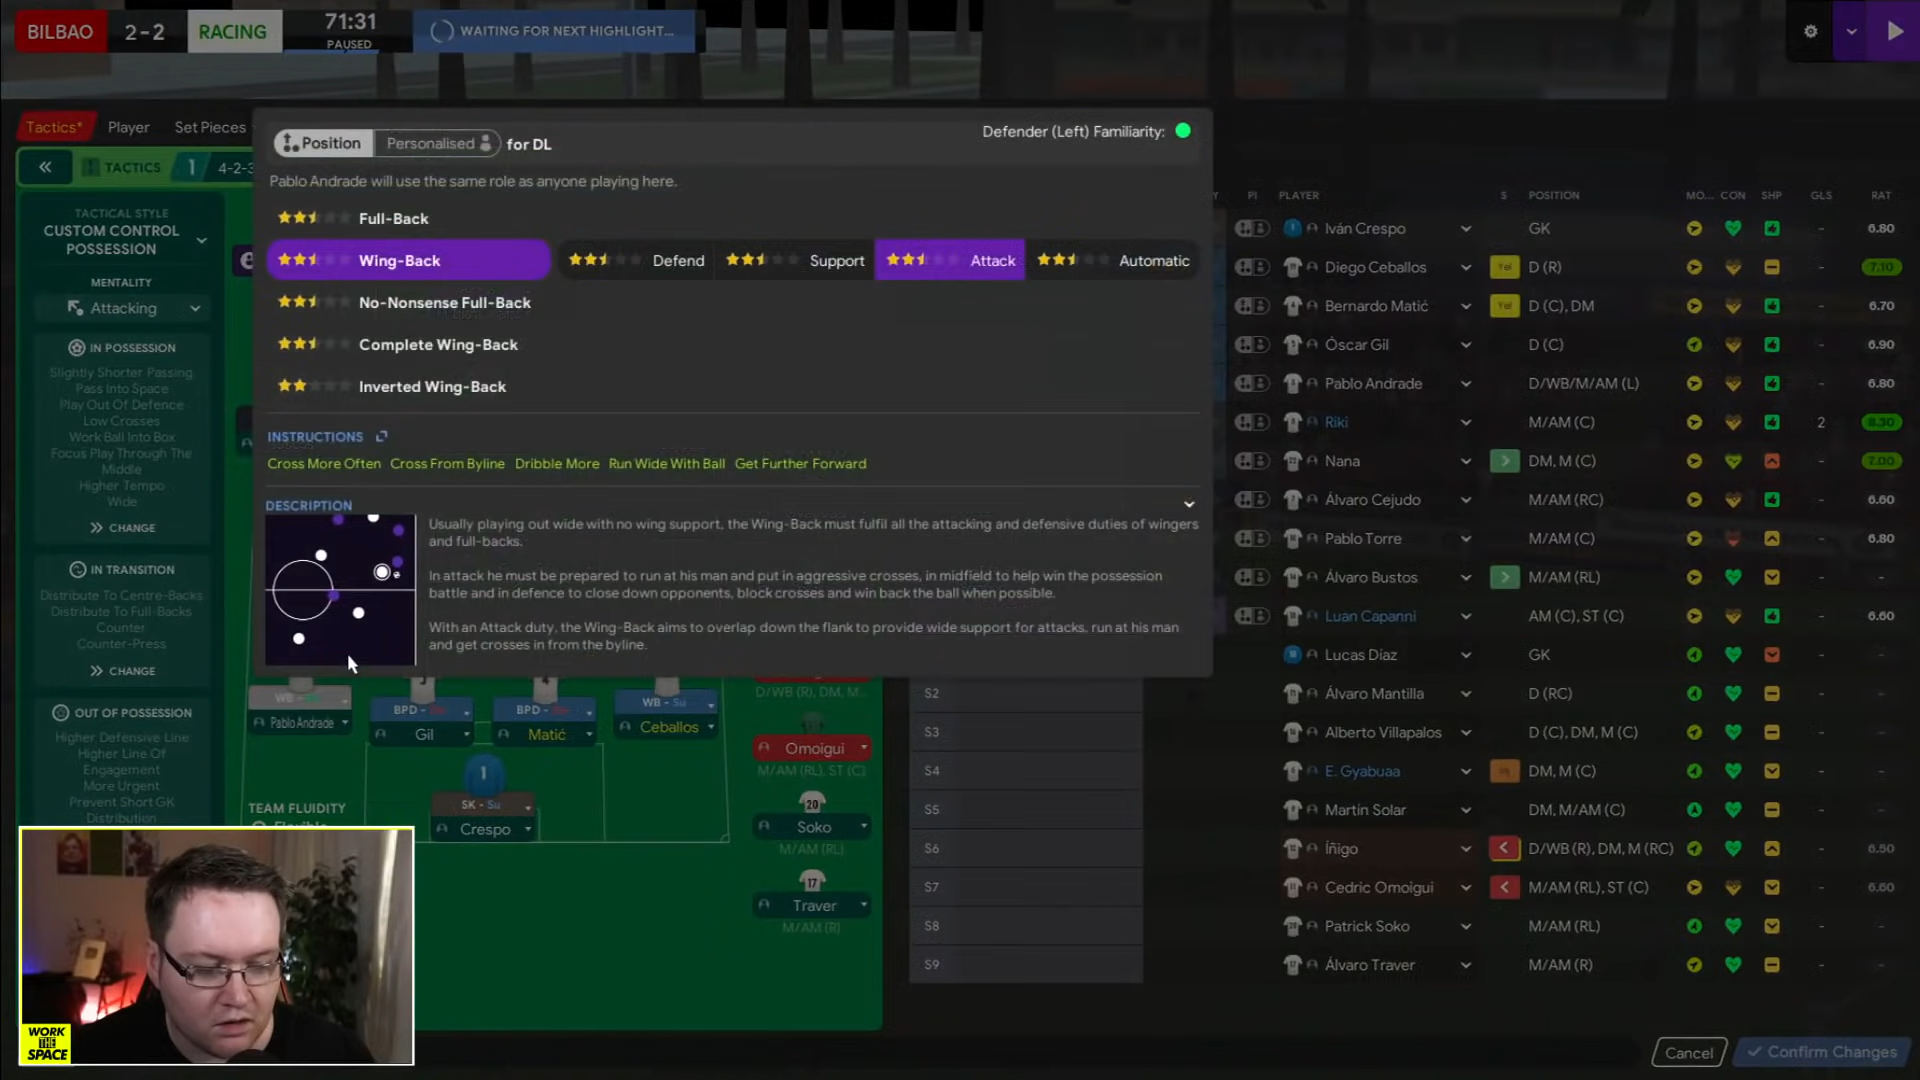 BILBAO 2-2 RACING 71:31 PAUSED WAITING FOR NEXT HIGHLIGHT...
Tactics* Player Set Pieces
TACTICS 1 4-2-3
TACTICAL STYLE
CUSTOM CONTROL
POSSESSION
MENTALITY
Attacking
IN POSSESSION
Slightly Shorter Passing
Pass Into Space
Play Out Of Defence
Low Crosses
Work Ball Into Box
Focus Play Through The
Middle
Higher Tempo
Wide
CHANGE
IN TRANSITION
Distribute To Centre-Backs
Distribute To Full-Backs
Counter
Counter-Press
CHANGE
OUT OF POSSESSION
Higher Defensive Line
Higher Line Of
Engagement
More Urgent
Prevent Short GK
Distribution
Position Personalised for DL
Defender (Left) Familiarity:
Pablo Andrade will use the same role as anyone playing here.
Full-Back
Wing-Back Defend Support Attack Automatic
No-Nonsense Full-Back
Complete Wing-Back
Inverted Wing-Back
INSTRUCTIONS
Cross More Often Cross From Byline Dribble More Run Wide With Ball Get Further Forward
DESCRIPTION
Usually playing out wide with no wing support, the Wing-Back must fulfil all the attacking and defensive duties of wingers
and full-backs.
In attack he must be prepared to run at his man and put in aggressive crosses, in midfield to help win the possession
battle and in defence to close down opponents, block crosses and win back the ball when possible.
With an Attack duty, the Wing-Back aims to overlap down the flank to provide wide support for attacks, run at his man
and get crosses in from the byline.
WB -
Pablo Andrade
BPD -
Gil
BPD -
Matić
WB - Su
Ceballos
1
SK - Su
Crespo
TEAM FLUIDITY
Flexible
D/WB (R), DM, M...
Omoigui
M/AM (RL), ST (C)
20
Soko
M/AM (RL)
17
Traver
M/AM (R)
S2
S3
S4
S5
S6
S7
S8
S9
PI PLAYER S POSITION MO... CON SHP GLS RAT
Iván Crespo GK - 6.80
Diego Ceballos Yel D (R) - 7.10
Bernardo Matić Yel D (C), DM - 6.70
Óscar Gil D (C) - 6.90
Pablo Andrade D/WB/M/AM (L) - 6.80
Riki M/AM (C) 2 8.30
Nana DM, M (C) - 7.00
Álvaro Cejudo M/AM (RC) - 6.60
Pablo Torre M/AM (C) - 6.80
Álvaro Bustos M/AM (RL) - -
Luan Capanni AM (C), ST (C) - 6.60
Lucas Díaz GK - -
Álvaro Mantilla D (RC) - -
Alberto Villapalos D (C), DM, M (C) - -
E. Gyabuaa DM, M (C) - -
Martín Solar DM, M/AM (C) - -
Íñigo D/WB (R), DM, M (RC) - 6.50
Cedric Omoigui M/AM (RL), ST (C) - 6.60
Patrick Soko M/AM (RL) - -
Álvaro Traver M/AM (R) - -
Cancel Confirm Changes
WORK
THE
SPACE